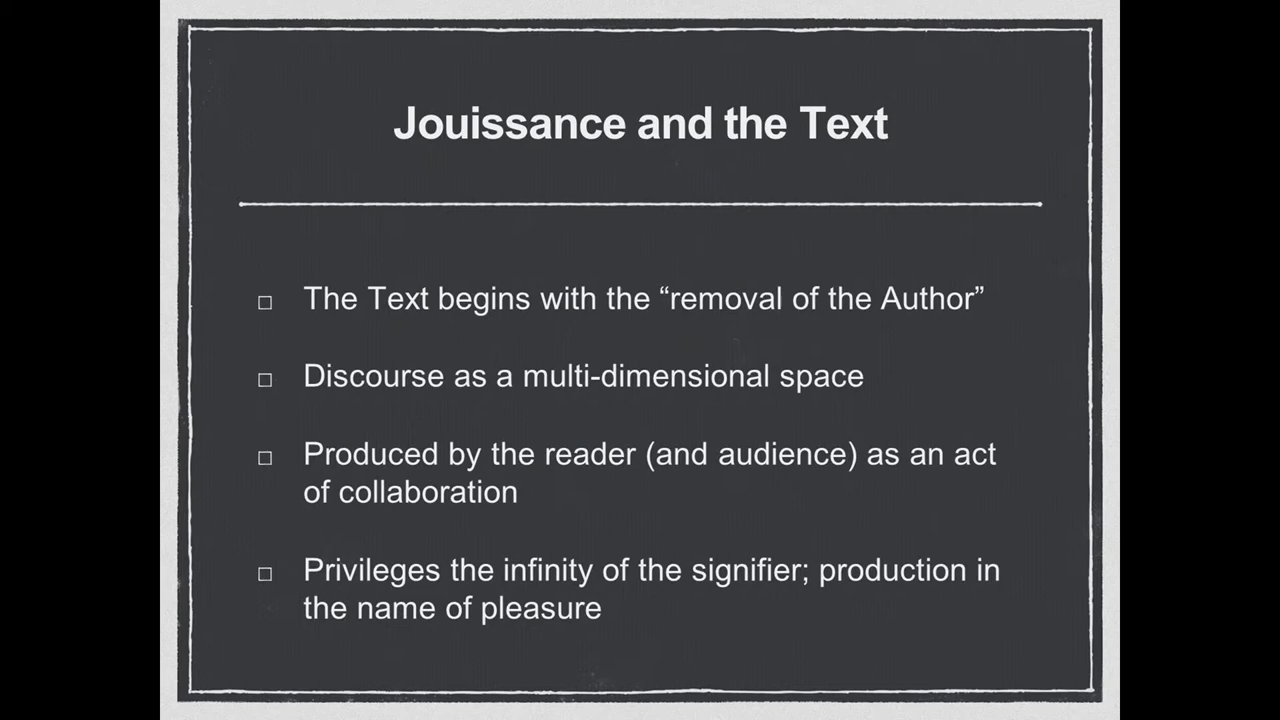 Jouissance and the Text
The Text begins with the “removal of the Author”
Discourse as a multi-dimensional space
Produced by the reader (and audience) as an act
of collaboration
Privileges the infinity of the signifier; production in
the name of pleasure